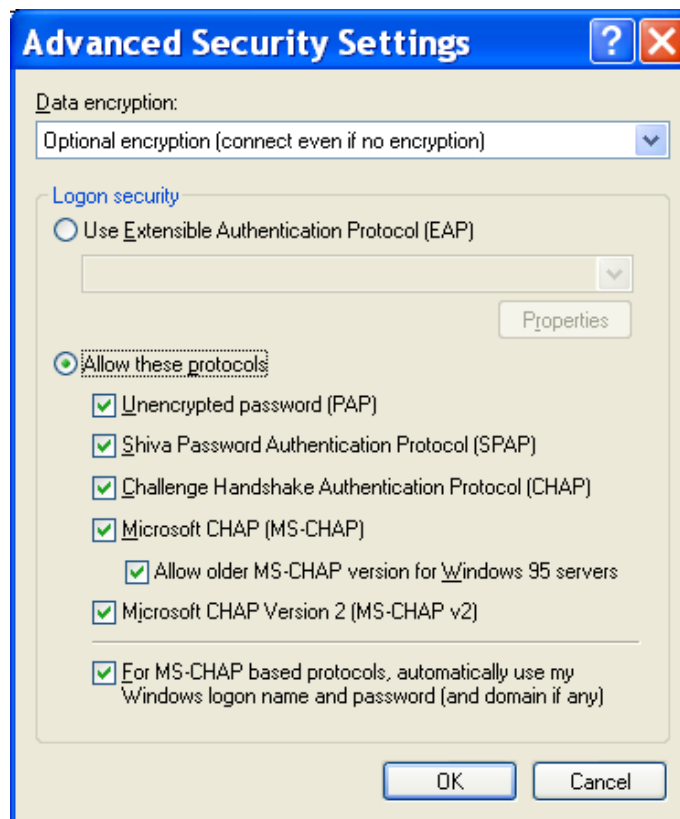 Advanced Security Settings
Data encryption:
Optional encryption (connect even if no encryption)
Logon security
Use Extensible Authentication Protocol (EAP)
Properties
Allow these protocols
Unencrypted password (PAP)
Shiva Password Authentication Protocol (SPAP)
Challenge Handshake Authentication Protocol (CHAP)
Microsoft CHAP (MS-CHAP)
Allow older MS-CHAP version for Windows 95 servers
Microsoft CHAP Version 2 (MS-CHAP v2)
For MS-CHAP based protocols, automatically use my
Windows logon name and password (and domain if any)
OK Cancel